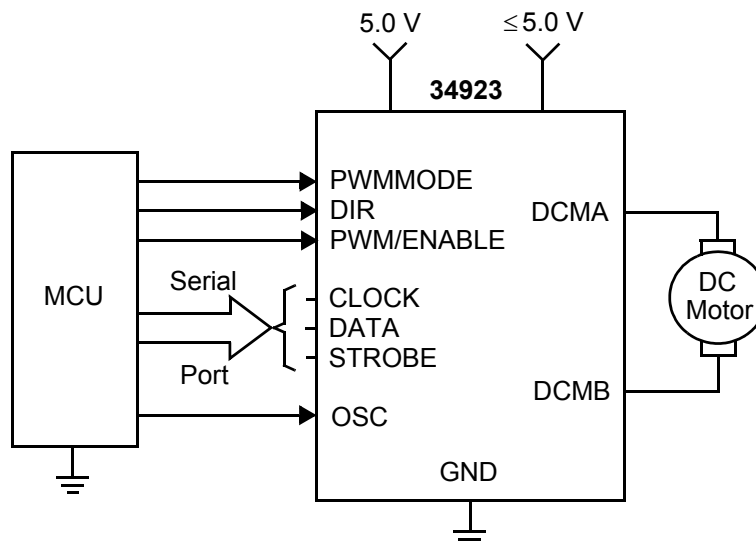 5.0 V
≤5.0 V
34923
MCU
PWMMODE
DIR
PWM/ENABLE
Serial
Port
CLOCK
DATA
STROBE
OSC
GND
DCMA
DCMB
DC
Motor